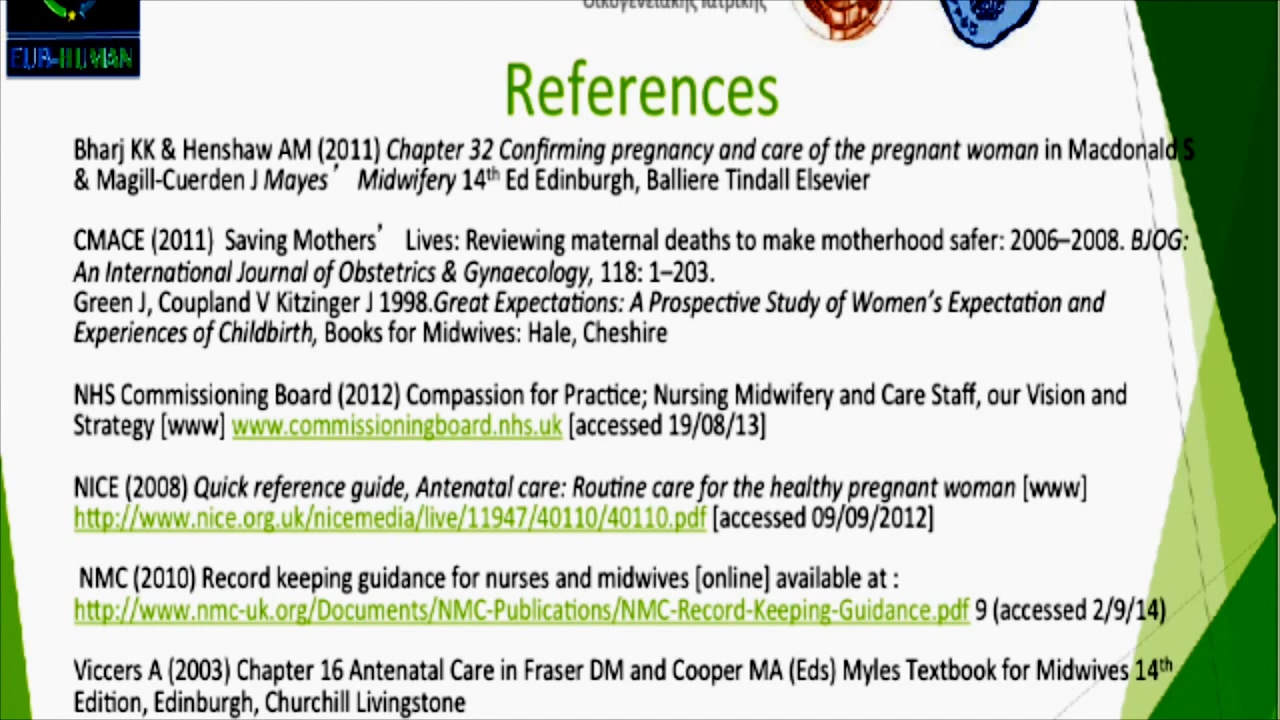 Οικογενειακής Ιατρικής
EUR-HUMAN
References
Bharj KK & Henshaw AM (2011) Chapter 32 Confirming pregnancy and care of the pregnant woman in Macdonald S
& Magill-Cuerden J Mayes’ Midwifery 14th Ed Edinburgh, Balliere Tindall Elsevier
CMACE (2011) Saving Mothers’ Lives: Reviewing maternal deaths to make motherhood safer: 2006–2008. BJOG:
An International Journal of Obstetrics & Gynaecology, 118: 1–203.
Green J, Coupland V Kitzinger J 1998.Great Expectations: A Prospective Study of Women’s Expectation and
Experiences of Childbirth, Books for Midwives: Hale, Cheshire
NHS Commissioning Board (2012) Compassion for Practice; Nursing Midwifery and Care Staff, our Vision and
Strategy [www] www.commissioningboard.nhs.uk [accessed 19/08/13]
NICE (2008) Quick reference guide, Antenatal care: Routine care for the healthy pregnant woman [www]
http://www.nice.org.uk/nicemedia/live/11947/40110/40110.pdf [accessed 09/09/2012]
NMC (2010) Record keeping guidance for nurses and midwives [online] available at :
http://www.nmc-uk.org/Documents/NMC-Publications/NMC-Record-Keeping-Guidance.pdf 9 (accessed 2/9/14)
Viccers A (2003) Chapter 16 Antenatal Care in Fraser DM and Cooper MA (Eds) Myles Textbook for Midwives 14th
Edition, Edinburgh, Churchill Livingstone